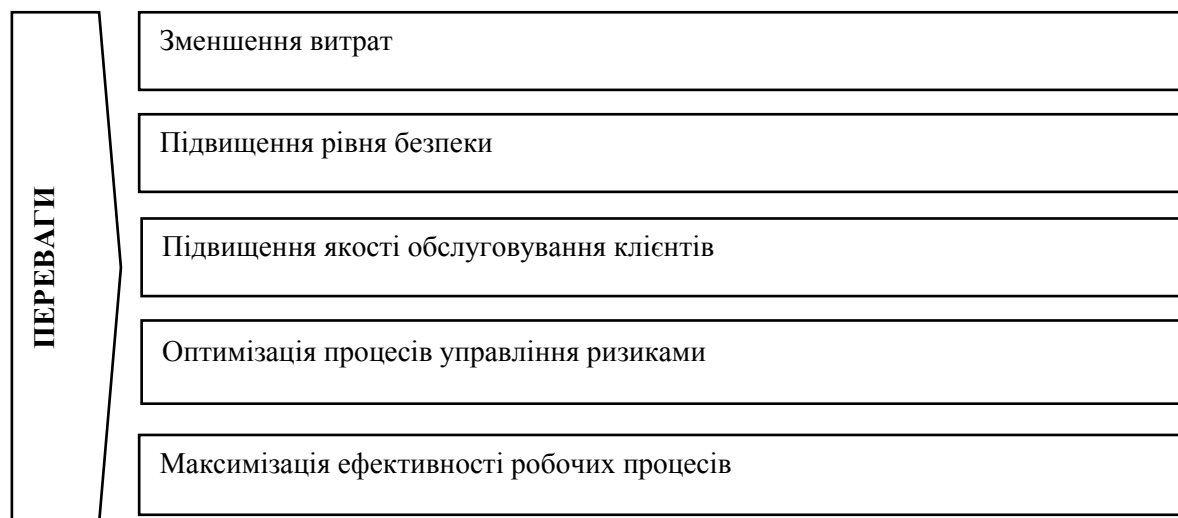 ПЕРЕВАГИ
Зменшення витрат
Підвищення рівня безпеки
Підвищення якості обслуговування клієнтів
Оптимізація процесів управління ризиками
Максимізація ефективності робочих процесів